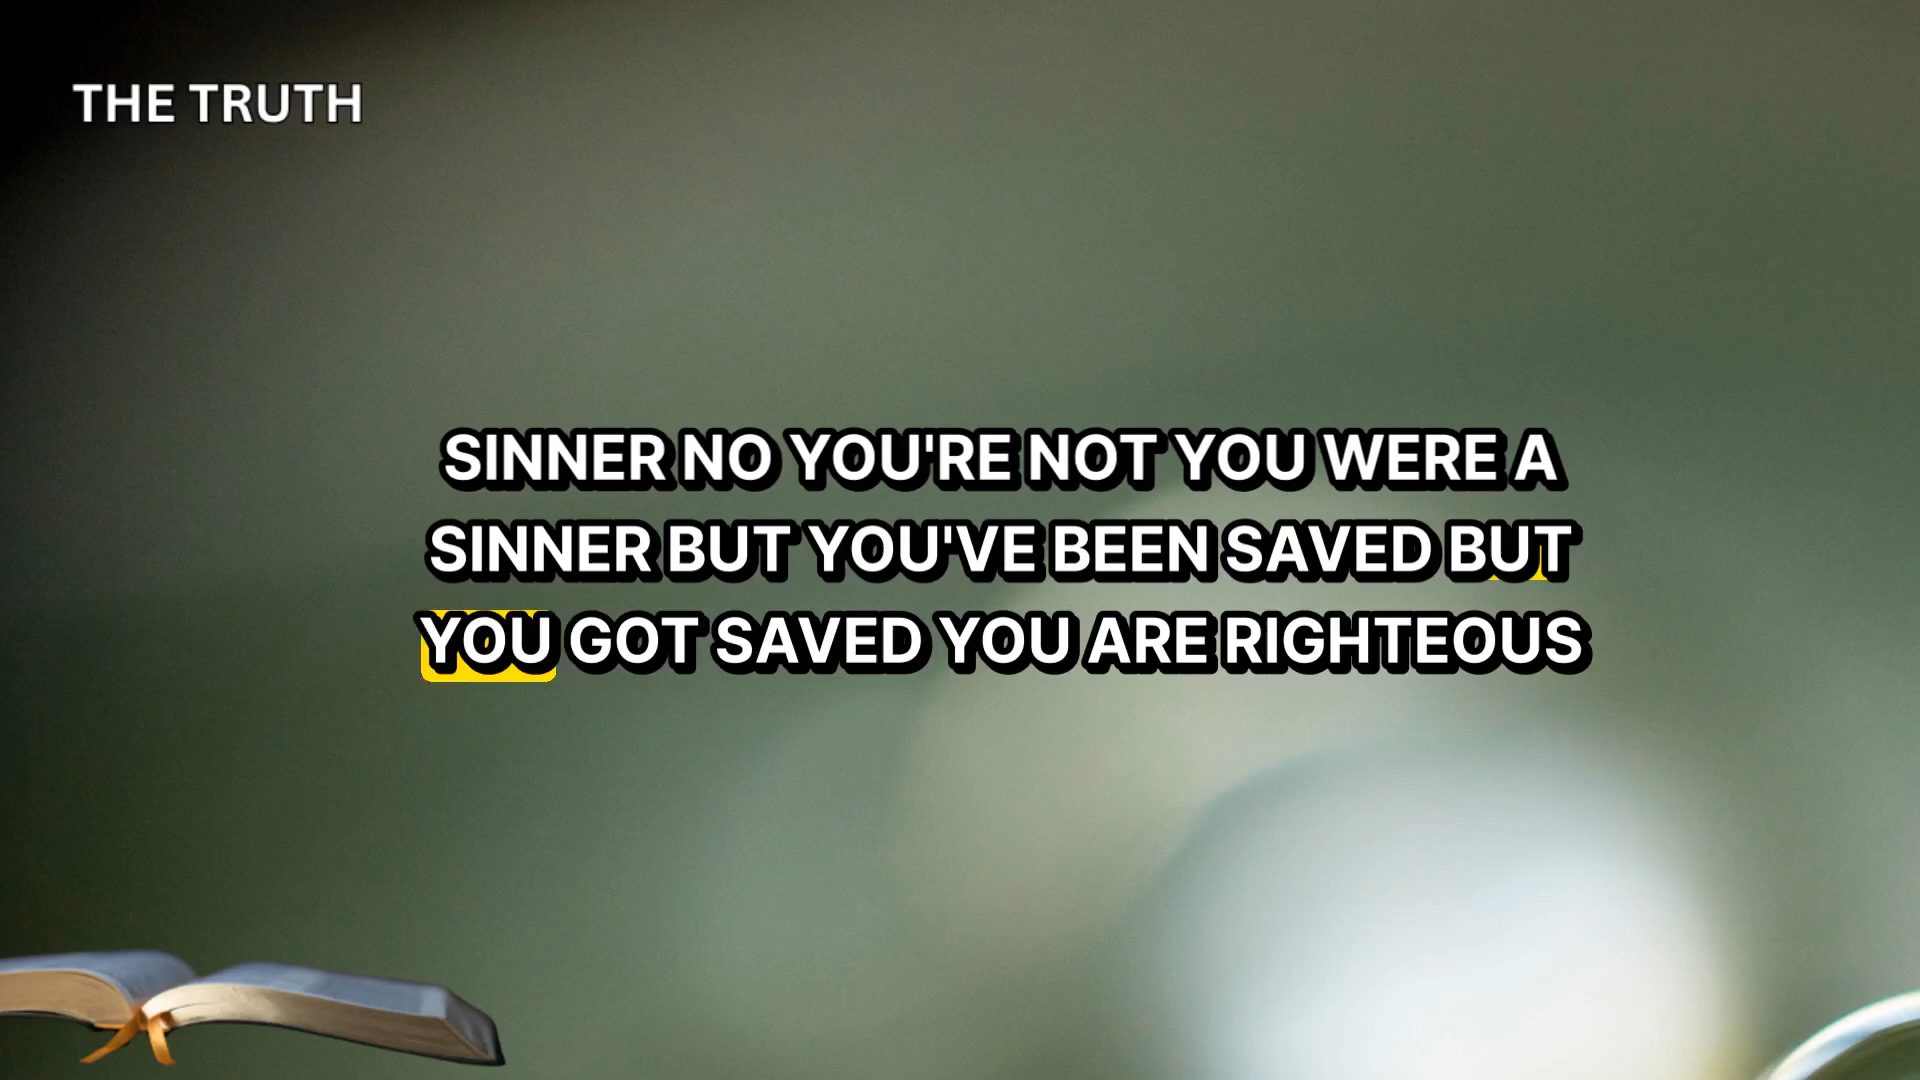 THE TRUTH
SINNER NO YOU'RE NOT YOU WERE A
SINNER BUT YOU'VE BEEN SAVED BUT
YOU GOT SAVED YOU ARE RIGHTEOUS